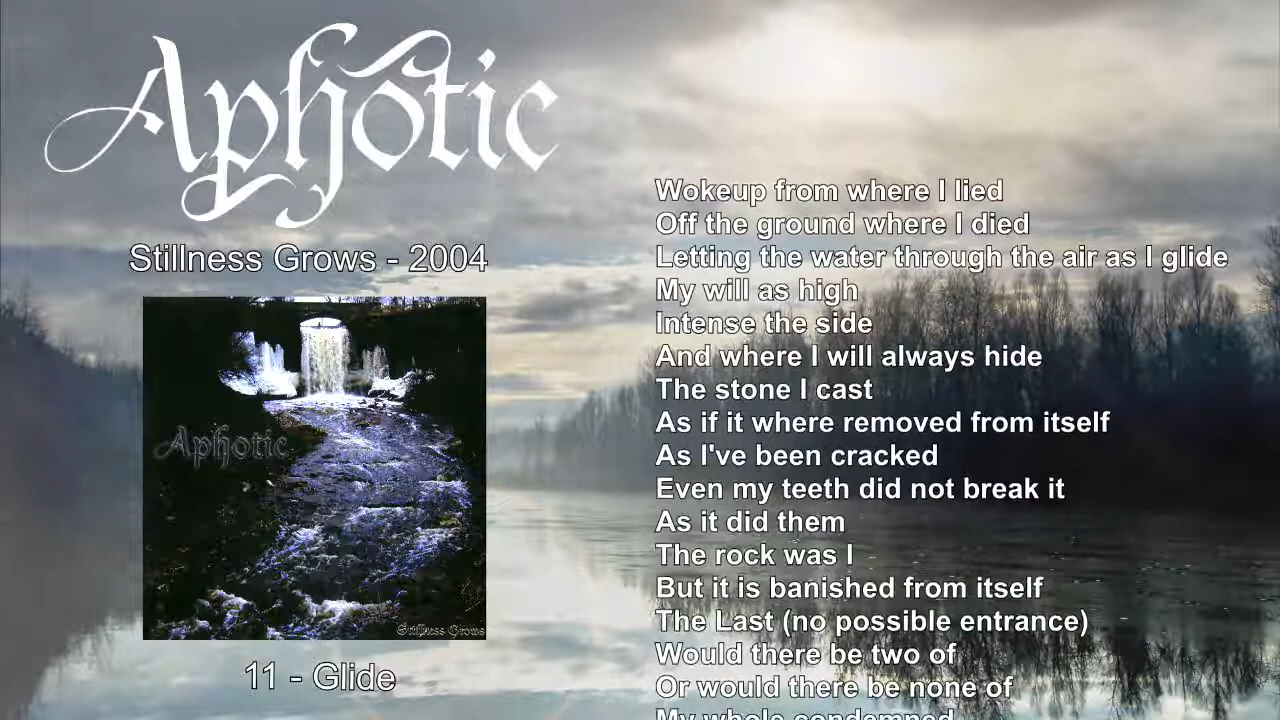 Aphotic
Stillness Grows - 2004
Aphotic
Stillness Grows
11 - Glide
Wokeup from where I lied
Off the ground where I died
Letting the water through the air as I glide
My will as high
Intense the side
And where I will always hide
The stone I cast
As if it where removed from itself
As I've been cracked
Even my teeth did not break it
As it did them
The rock was I
But it is banished from itself
The Last (no possible entrance)
Would there be two of
Or would there be none of
My whole condemned